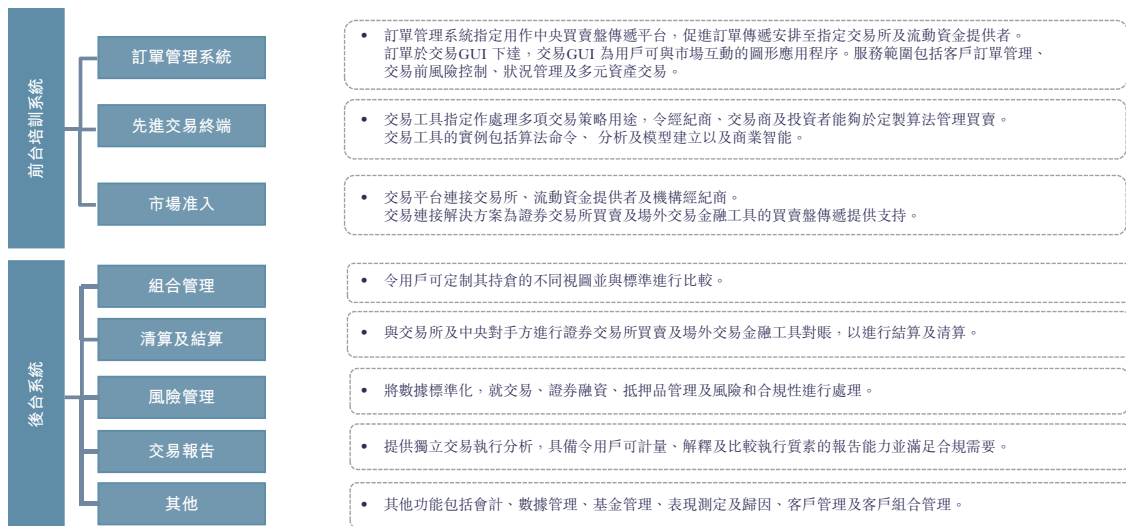 前台培訓系統
訂單管理系統
• 訂單管理系統指定用作中央買賣盤傳遞平台，促進訂單傳遞安排至指定交易所及流動資金提供者。
訂單於交易GUI 下達，交易GUI 為用戶可與市場互動的圖形應用程序。服務範圍包括客戶訂單管理、
交易前風險控制、狀況管理及多元資產交易。
先進交易終端
• 交易工具指定作處理多項交易策略用途，令經紀商、交易商及投資者能夠於定製算法管理買賣。
交易工具的實例包括算法命令、 分析及模型建立以及商業智能。
市場准入
• 交易平台連接交易所、流動資金提供者及機構經紀商。
交易連接解決方案為證券交易所買賣及場外交易金融工具的買賣盤傳遞提供支持。
後台系統
組合管理
• 令用戶可定制其持倉的不同視圖並與標準進行比較。
清算及結算
• 與交易所及中央對手方進行證券交易所買賣及場外交易金融工具對賬，以進行結算及清算。
風險管理
• 將數據標準化，就交易、證券融資、抵押品管理及風險和合規性進行處理。
交易報告
• 提供獨立交易執行分析，具備令用戶可計量、解釋及比較執行質素的報告能力並滿足合規需要。
其他
• 其他功能包括會計、數據管理、基金管理、表現測定及歸因、客戶管理及客戶組合管理。